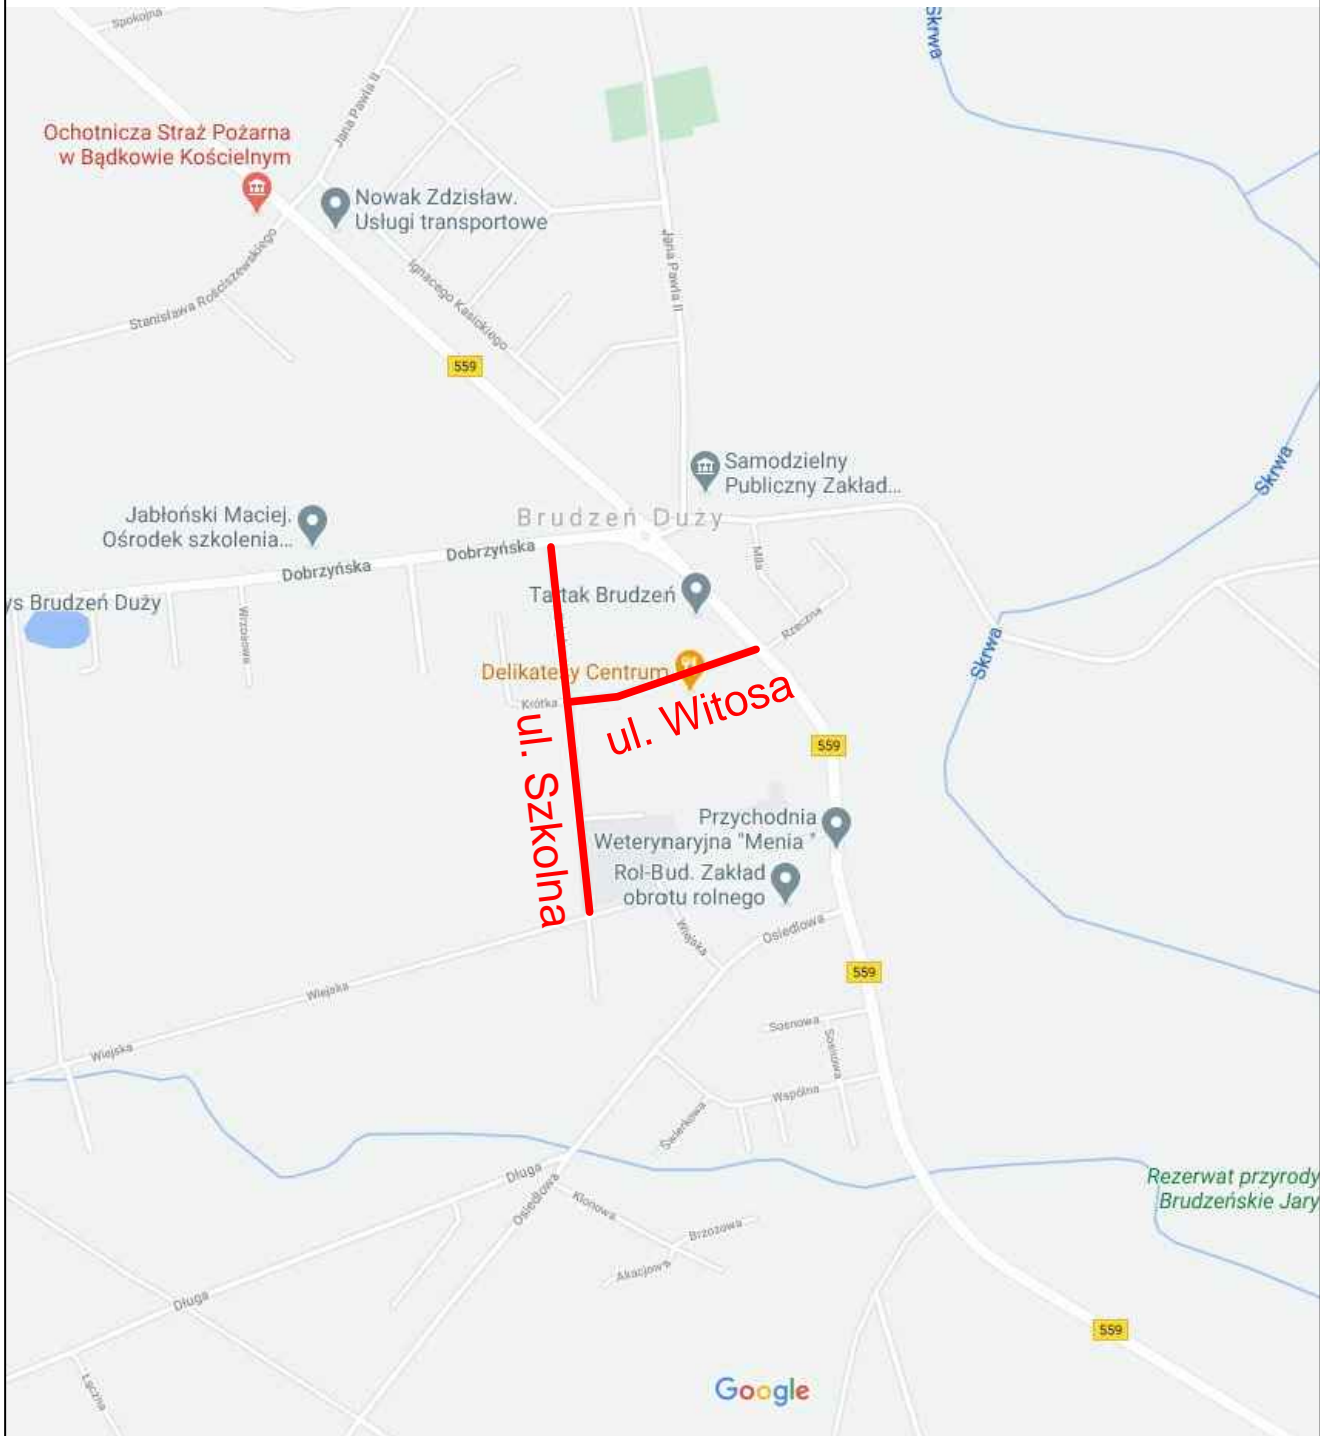 Spokojna
Skrwa
Jana Pawła II
Ochotnicza Straż Pożarna
w Bądkowie Kościelnym
Nowak Zdzisław.
Usługi transportowe
Stanisława Rościszewskiego
Ignacego Kasickiego
Jana Pawła II
559
Samodzielny
Publiczny Zakład...
Skrwa
Jabłoński Maciej.
Ośrodek szkolenia...
Brudzeń Duży
Dobrzyńska
Dobrzyńska
Miła
ys Brudzeń Duży
Tartak Brudzeń
Wrzosowa
Rzeczna
Skrwa
Delikatesy Centrum
Krótka
ul. Witosa
ul. Szkolna
559
Przychodnia
Weterynaryjna "Menia "
Rol-Bud. Zakład
obrotu rolnego
Wiejska
Osiedlowa
559
Wiejska
Wiejska
Sosnowa
Sosnowa
Wspólna
Świerkowa
Długa
Osiedlowa
Klonowa
Brzozowa
Akacjowa
Rezerwat przyrody
Brudzeńskie Jary
Długa
Łączna
559
Google